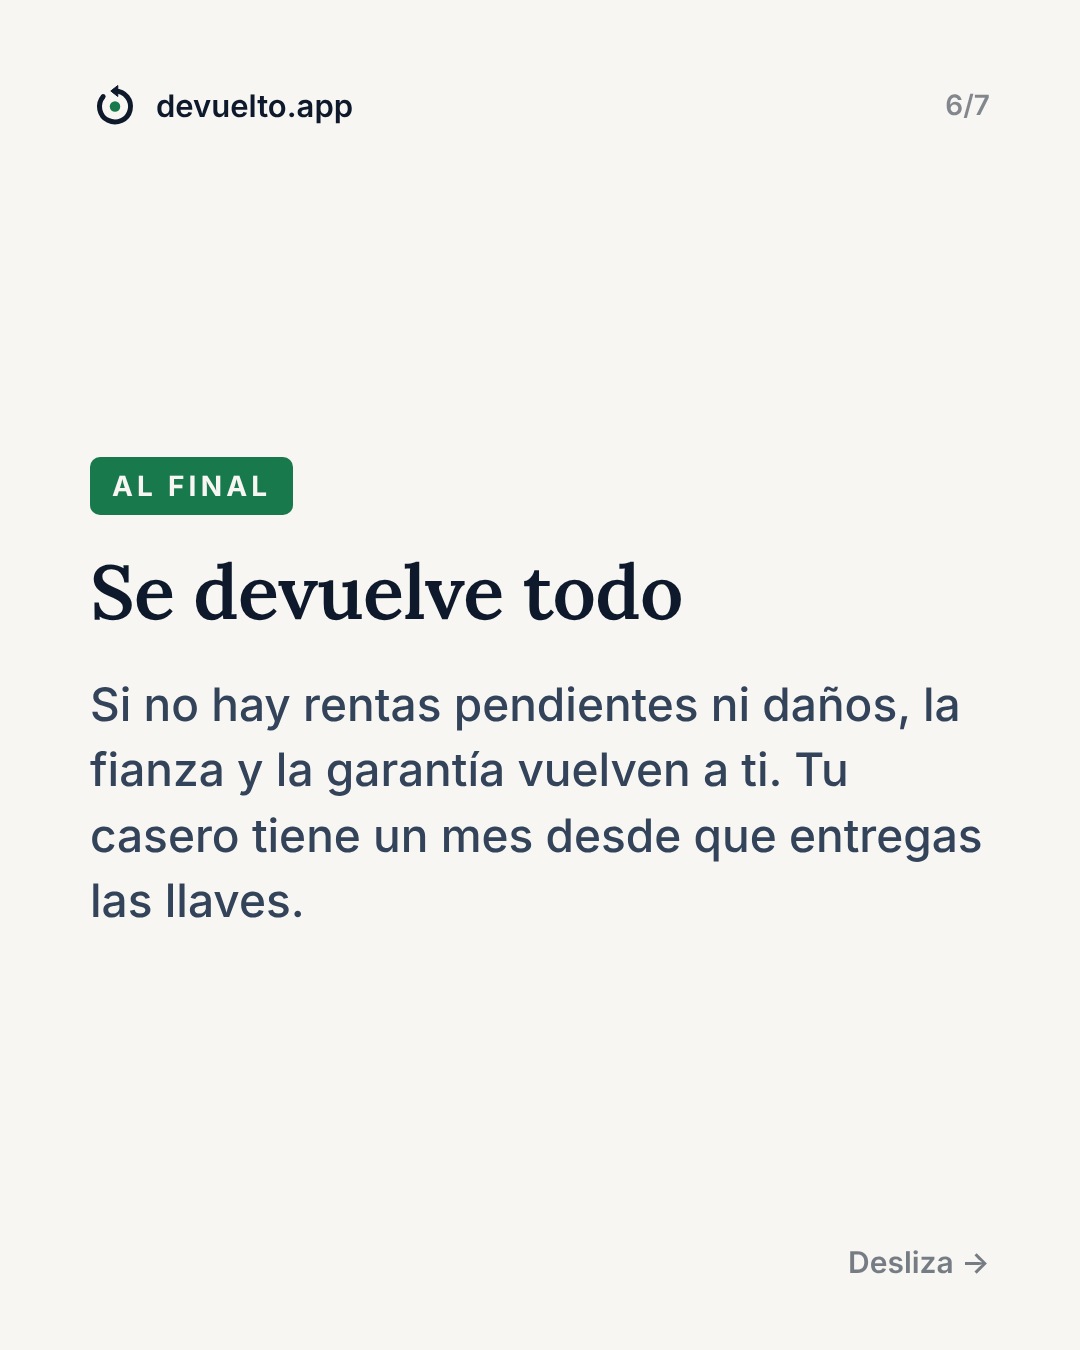 devuelto.app
6/7
AL FINAL
Se devuelve todo
Si no hay rentas pendientes ni daños, la
fianza y la garantía vuelven a ti. Tu
casero tiene un mes desde que entregas
las llaves.
Desliza →